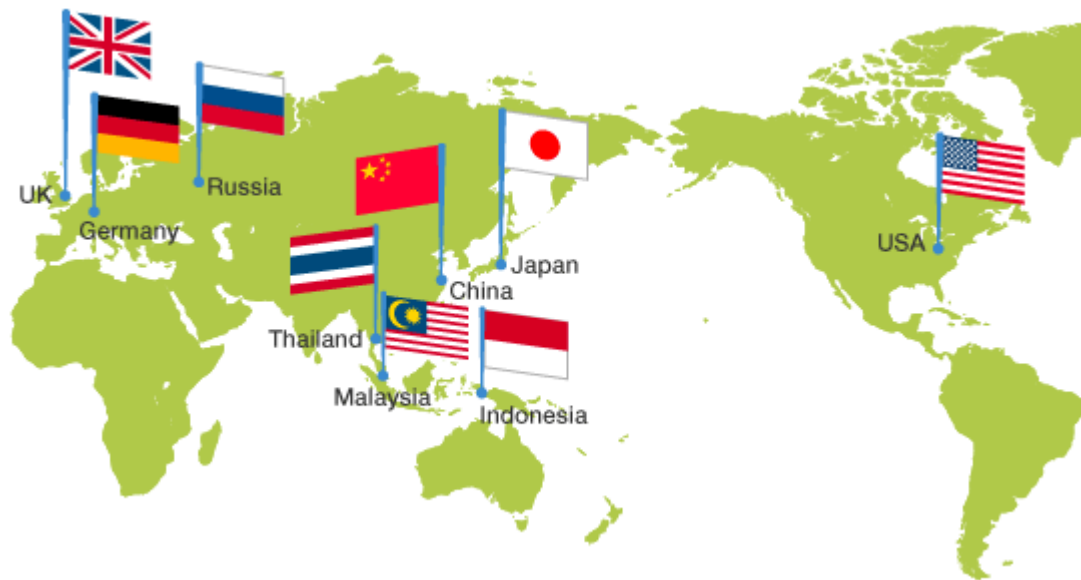 UK
Russia
Germany
USA
Japan
China
Thailand
Malaysia
Indonesia